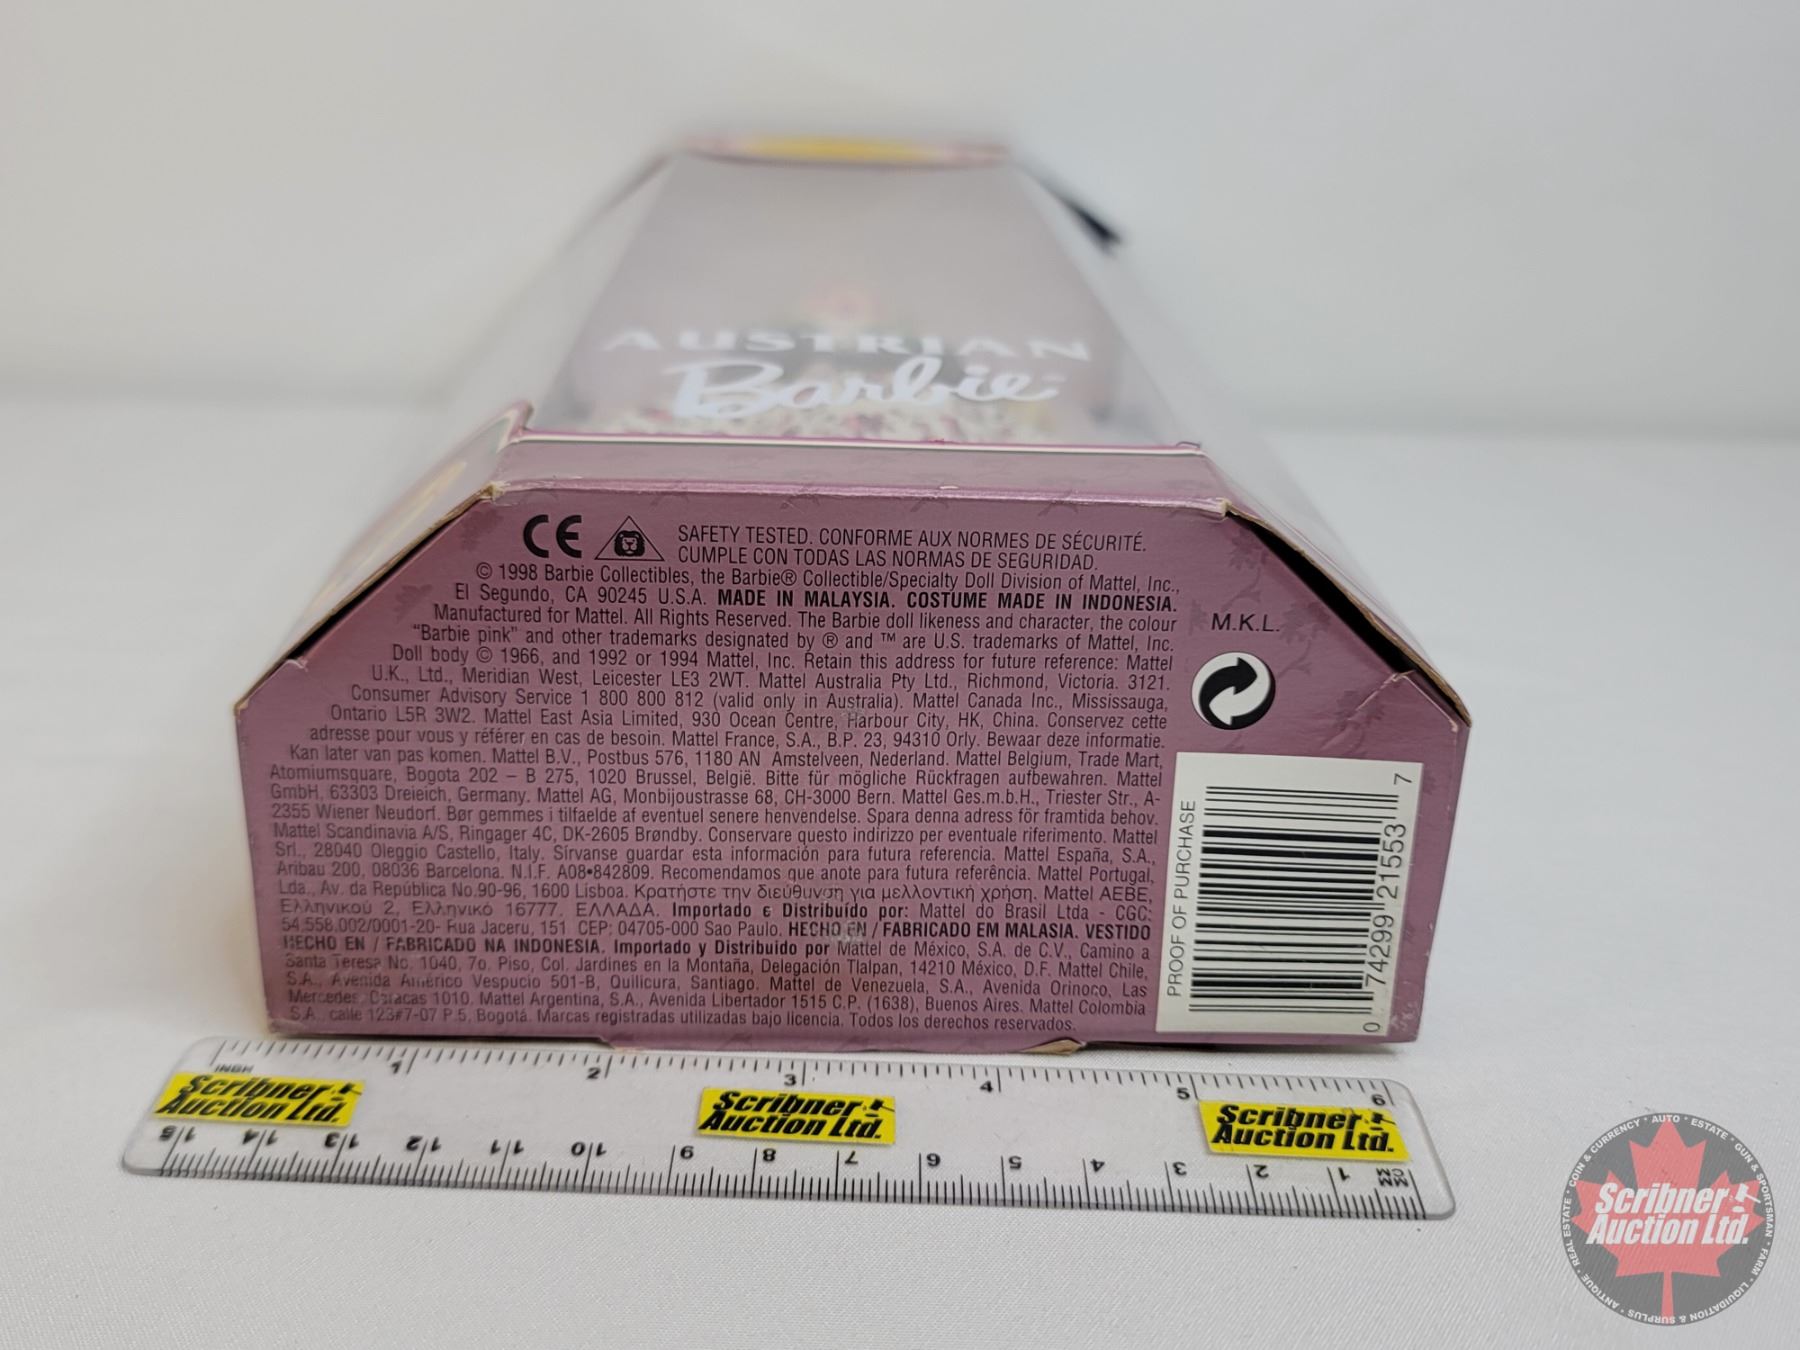 AUSTRIAN
Barbie
CE
SAFETY TESTED. CONFORME AUX NORMES DE SÉCURITÉ.
CUMPLE CON TODAS LAS NORMAS DE SEGURIDAD.
© 1998 Barbie Collectibles, the Barbie® Collectible/Specialty Doll Division of Mattel, Inc.,
El Segundo, CA 90245 U.S.A. MADE IN MALAYSIA. COSTUME MADE IN INDONESIA.
Manufactured for Mattel. All Rights Reserved. The Barbie doll likeness and character, the colour
"Barbie pink" and other trademarks designated by ® and ™ are U.S. trademarks of Mattel, Inc.
Doll body © 1966, and 1992 or 1994 Mattel, Inc. Retain this address for future reference: Mattel
U.K., Ltd., Meridian West, Leicester LE3 2WT. Mattel Australia Pty Ltd., Richmond, Victoria. 3121.
Consumer Advisory Service 1 800 800 812 (valid only in Australia). Mattel Canada Inc., Mississauga,
Ontario L5R 3W2. Mattel East Asia Limited, 930 Ocean Centre, Harbour City, HK, China. Conservez cette
adresse pour vous y référer en cas de besoin. Mattel France, S.A., B.P. 23, 94310 Orly. Bewaar deze informatie.
Kan later van pas komen. Mattel B.V., Postbus 576, 1180 AN Amstelveen, Nederland. Mattel Belgium, Trade Mart,
Atomiumsquare, Bogota 202 – B 275, 1020 Brussel, België. Bitte für mögliche Rückfragen aufbewahren. Mattel
GmbH, 63303 Dreieich, Germany. Mattel AG, Monbijoustrasse 68, CH-3000 Bern. Mattel Ges.m.b.H., Triester Str., A-
2355 Wiener Neudorf. Bør gemmes i tilfaelde af eventuel senere henvendelse. Spara denna adress för framtida behov.
Mattel Scandinavia A/S, Ringager 4C, DK-2605 Brøndby. Conservare questo indirizzo per eventuale riferimento. Mattel
Srl., 28040 Oleggio Castello, Italy. Sírvanse guardar esta información para futura referencia. Mattel España, S.A.,
Aribau 200, 08036 Barcelona. N.I.F. A08•842809. Recomendamos que anote para futura referência. Mattel Portugal,
Lda., Av. da República No.90-96, 1600 Lisboa. Κρατήστε την διεύθυνση για μελλοντική χρήση. Mattel AEBE,
Ελληνικού 2, Ελληνικό 16777. ΕΛΛΑΔΑ. Importado e Distribuído por: Mattel do Brasil Ltda - CGC:
54.558.002/0001-20- Rua Jaceru, 151 CEP: 04705-000 Sao Paulo. HECHO EN / FABRICADO EM MALASIA. VESTIDO
HECHO EN / FABRICADO NA INDONESIA. Importado y Distribuido por Mattel de México, S.A. de C.V., Camino a
Santa Teresa No. 1040, 7o. Piso, Col. Jardines en la Montaña, Delegación Tlalpan, 14210 México, D.F. Mattel Chile,
S.A., Avenida Américo Vespucio 501-B, Quilicura, Santiago. Mattel de Venezuela, S.A., Avenida Orinoco, Las
Mercedes, Caracas 1010. Mattel Argentina, S.A., Avenida Libertador 1515 C.P. (1638), Buenos Aires. Mattel Colombia
S.A., calle 123#7-07 P.5, Bogotá. Marcas registradas utilizadas bajo licencia. Todos los derechos reservados.
M.K.L.
PROOF OF PURCHASE
0 74299 21553 7
INCH 1 2 3 4 5 6
Scribner Auction Ltd.
Scribner Auction Ltd.
Scribner Auction Ltd.
15 14 13 12 11 10 9 8 7 6 5 4 3 2 1 CM MM
COIN & CURRENCY · AUTO · ESTATE · GUN & SPORTSMAN · FARM · LIQUIDATION & SURPLUS · ANTIQUE · REAL ESTATE
Scribner
Auction Ltd.